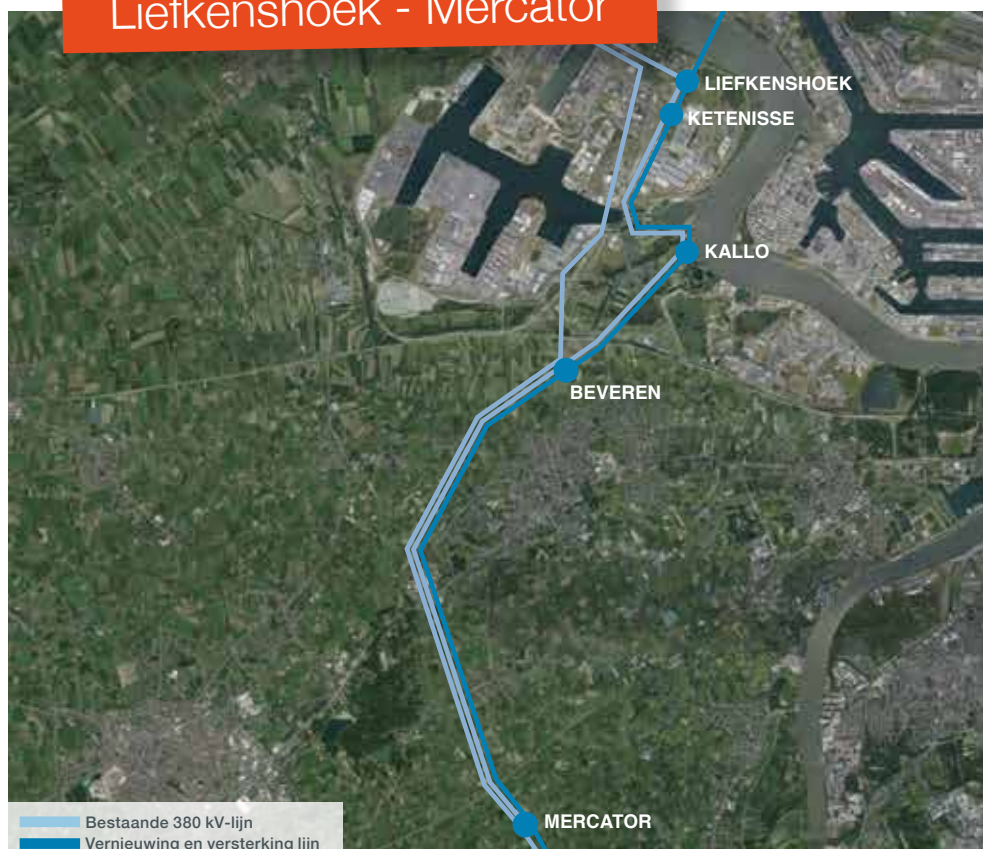 Liefkenshoek - Mercator
LIEFKENSHOEK
KETENISSE
KALLO
BEVEREN
MERCATOR
Bestaande 380 kV-lijn
Vernieuwing en versterking lijn